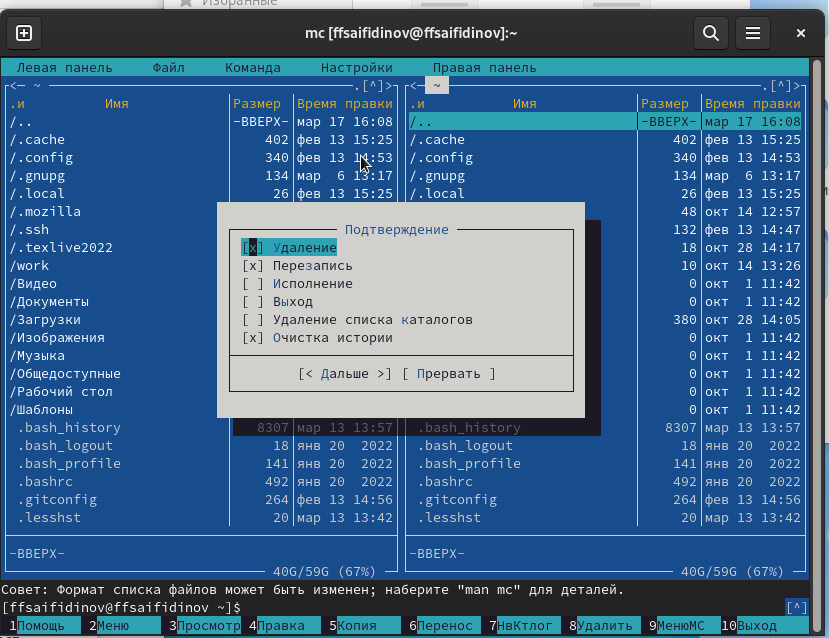 Избранные
mc [ffsaifidinov@ffsaifidinov]:~
Левая панель Файл Команда Настройки Правая панель
<─ ~ ─.[^]> <─ ~ ─.[^]>
.и Имя Размер Время правки .и Имя Размер Время правки
/.. -ВВЕРХ- мар 17 16:08 /.. -ВВЕРХ- мар 17 16:08
/.cache 402 фев 13 15:25 /.cache 402 фев 13 15:25
/.config 340 фев 13 14:53 /.config 340 фев 13 14:53
/.gnupg 134 мар 6 13:17 /.gnupg 134 мар 6 13:17
/.local 26 фев 13 15:25 /.local 26 фев 13 15:25
/.mozilla 48 окт 14 12:57
/.ssh Подтверждение 132 фев 13 14:47
/.texlive2022 [x] Удаление 18 окт 28 14:17
/work [x] Перезапись 10 окт 14 13:26
/Видео [ ] Исполнение 0 окт 1 11:42
/Документы [ ] Выход 0 окт 1 11:42
/Загрузки [ ] Удаление списка каталогов 380 окт 28 14:05
/Изображения [x] Очистка истории 0 окт 1 11:42
/Музыка 0 окт 1 11:42
/Общедоступные [< Дальше >] [ Прервать ] 0 окт 1 11:42
/Рабочий стол 0 окт 1 11:42
/Шаблоны 0 окт 1 11:42
.bash_history 8307 мар 13 13:57 .bash_history 8307 мар 13 13:57
.bash_logout 18 янв 20 2022 .bash_logout 18 янв 20 2022
.bash_profile 141 янв 20 2022 .bash_profile 141 янв 20 2022
.bashrc 492 янв 20 2022 .bashrc 492 янв 20 2022
.gitconfig 264 фев 13 14:56 .gitconfig 264 фев 13 14:56
.lesshst 20 мар 13 13:42 .lesshst 20 мар 13 13:42
-ВВЕРХ- -ВВЕРХ-
40G/59G (67%) 40G/59G (67%)
Совет: Формат списка файлов может быть изменен; наберите "man mc" для деталей.
[ffsaifidinov@ffsaifidinov ~]$ [^]
1Помощь 2Меню 3Просмотр 4Правка 5Копия 6Перенос 7НвКтлог 8Удалить 9МенюMC 10Выход